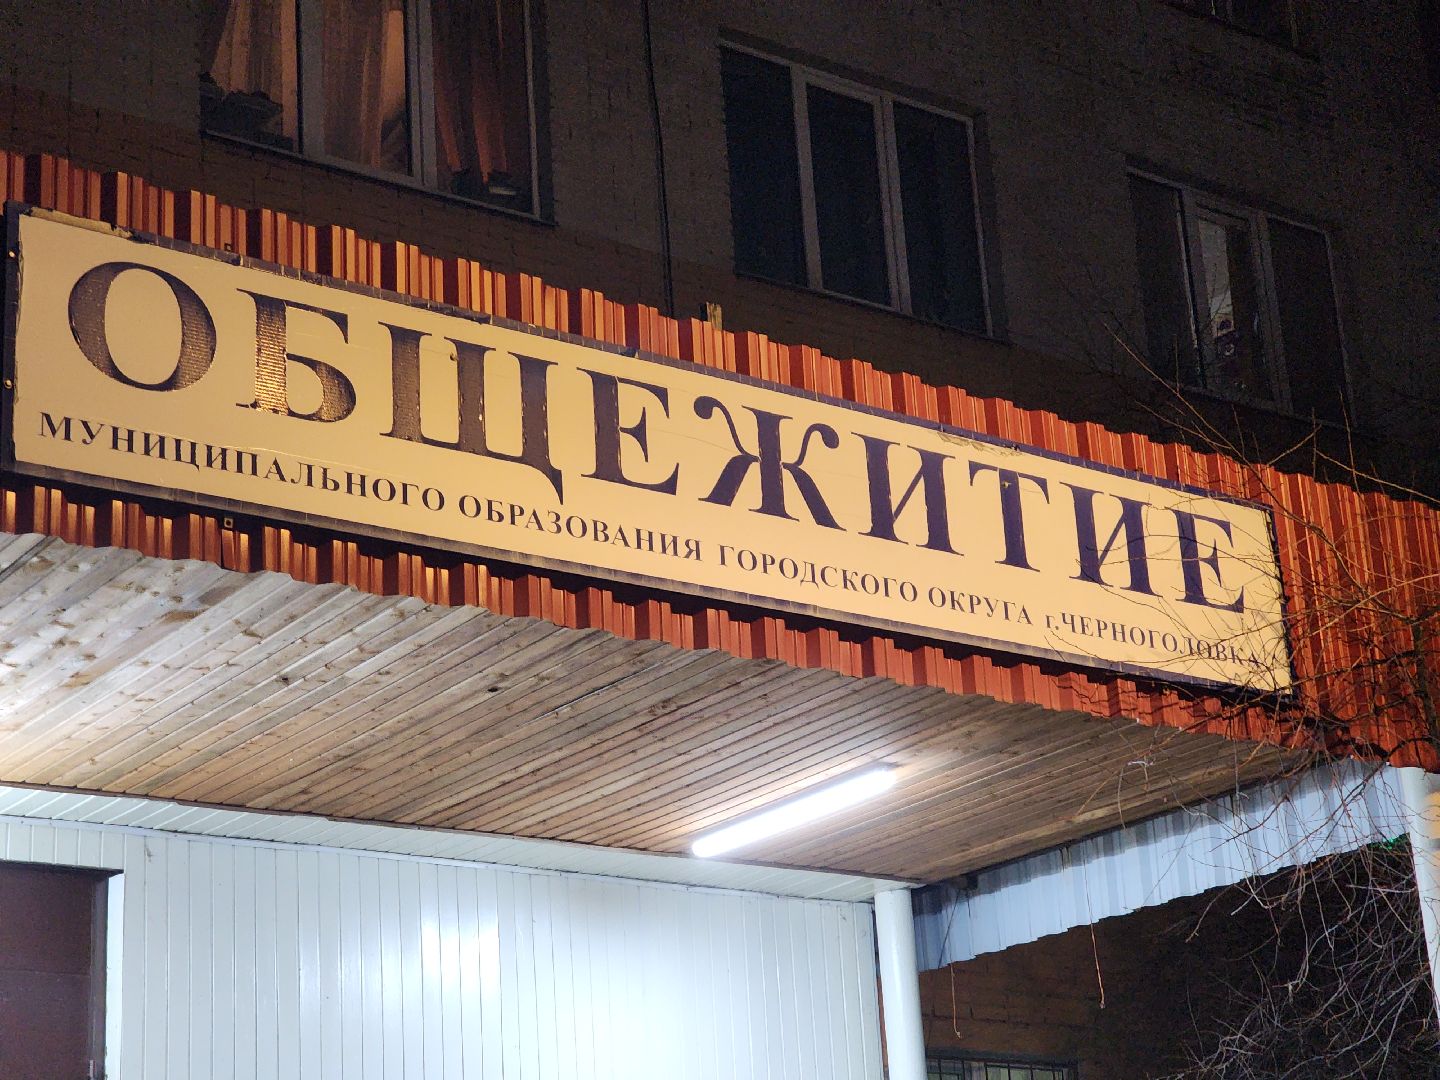 ОБЩЕЖИТИЕ
МУНИЦИПАЛЬНОГО ОБРАЗОВАНИЯ ГОРОДСКОГО ОКРУГА г.ЧЕРНОГОЛОВКА